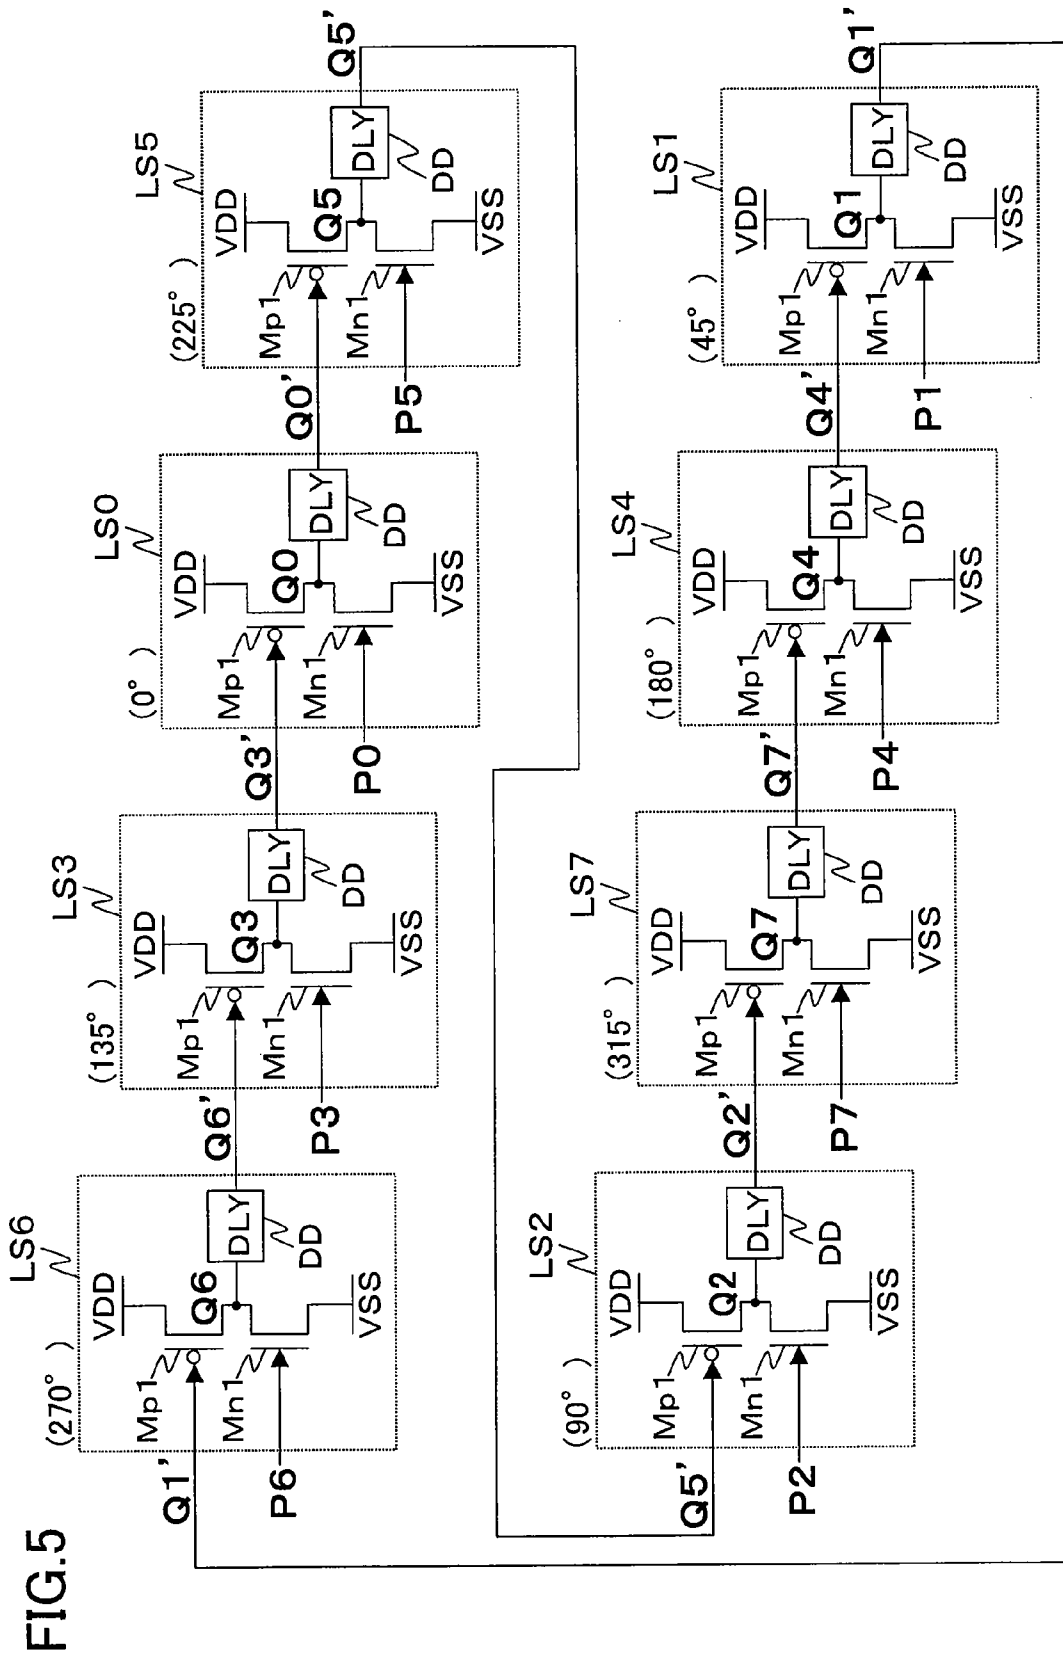 FIG.5
LS6
(270° )
VDD
Mp1
Q1'
Q6
DLY
DD
Mn1
P6
VSS
Q6'
LS3
(135° )
VDD
Mp1
Q3
DLY
DD
Mn1
P3
VSS
Q3'
LS0
(0° )
VDD
Mp1
Q0
DLY
DD
Mn1
P0
VSS
Q0'
LS5
(225° )
VDD
Mp1
Q5
DLY
DD
Mn1
P5
VSS
Q5'
LS2
(90° )
VDD
Mp1
Q5'
Q2
DLY
DD
Mn1
P2
VSS
Q2'
LS7
(315° )
VDD
Mp1
Q7
DLY
DD
Mn1
P7
VSS
Q7'
LS4
(180° )
VDD
Mp1
Q4
DLY
DD
Mn1
P4
VSS
Q4'
LS1
(45° )
VDD
Mp1
Q1
DLY
DD
Mn1
P1
VSS
Q1'